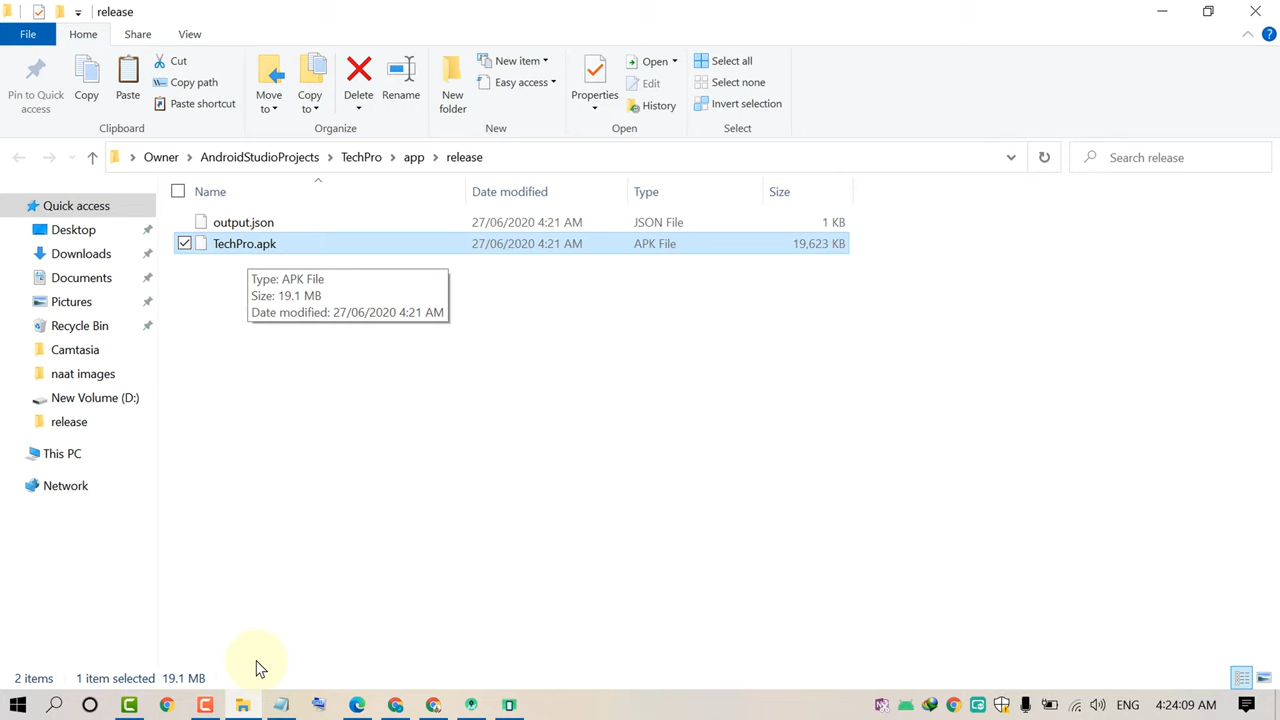 release
File Home Share View
Pin to Quick access
Copy
Paste
Cut
Copy path
Paste shortcut
Clipboard
Move to
Copy to
Delete
Rename
Organize
New folder
New item
Easy access
New
Properties
Open
Edit
History
Open
Select all
Select none
Invert selection
Select
Owner AndroidStudioProjects TechPro app release
Search release
Name Date modified Type Size
output.json 27/06/2020 4:21 AM JSON File 1 KB
TechPro.apk 27/06/2020 4:21 AM APK File 19,623 KB
Type: APK File
Size: 19.1 MB
Date modified: 27/06/2020 4:21 AM
Quick access
Desktop
Downloads
Documents
Pictures
Recycle Bin
Camtasia
naat images
New Volume (D:)
release
This PC
Network
2 items 1 item selected 19.1 MB
ENG 4:24:09 AM